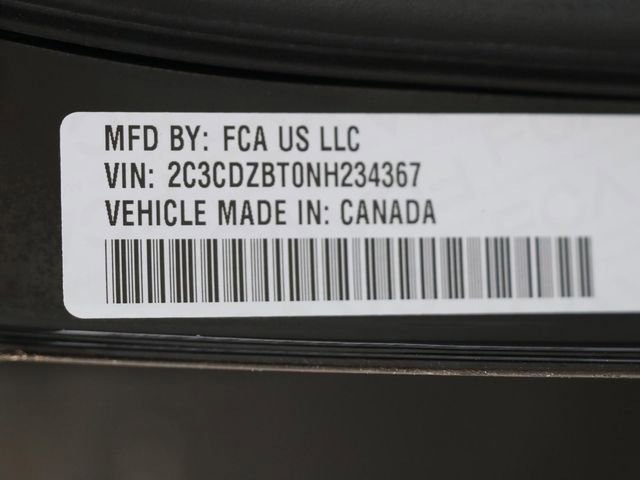 MFD BY: FCA US LLC
VIN: 2C3CDZBT0NH234367
VEHICLE MADE IN: CANADA